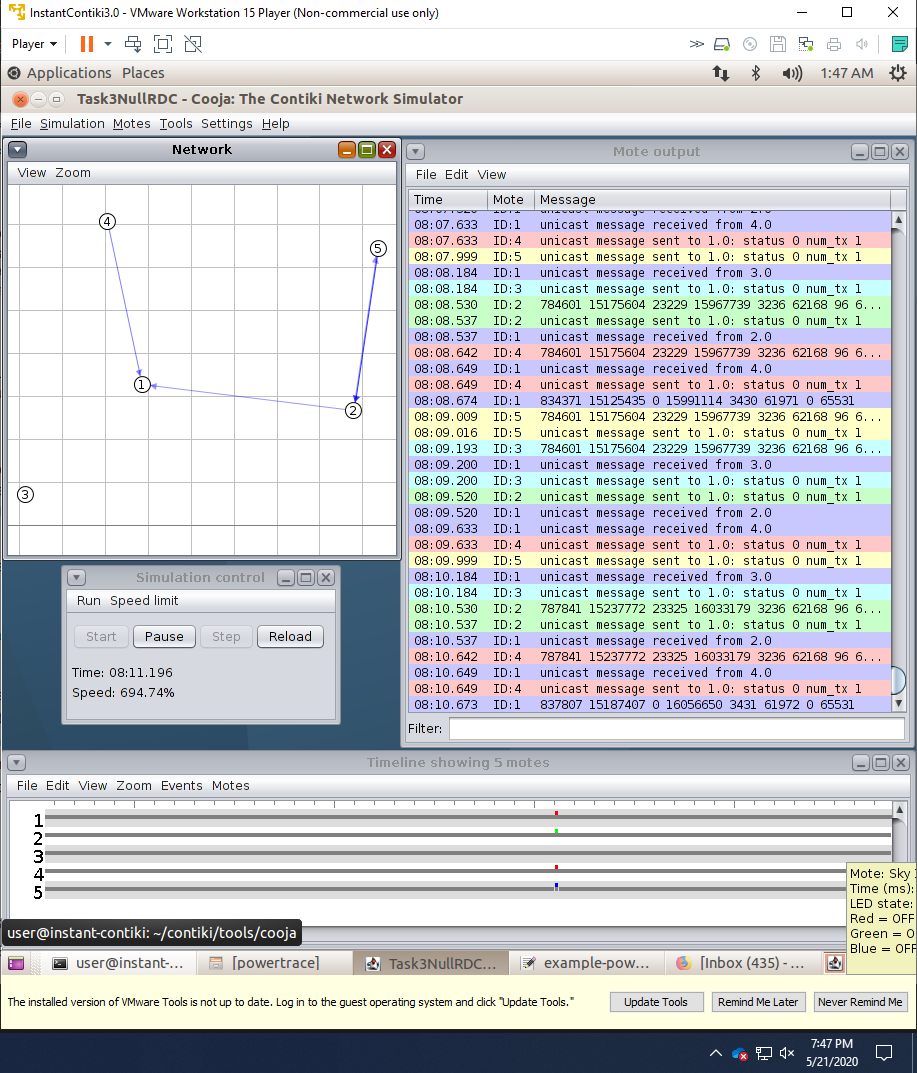 InstantContiki3.0 - VMware Workstation 15 Player (Non-commercial use only)
Player
Applications Places
1:47 AM
Task3NullRDC - Cooja: The Contiki Network Simulator
File Simulation Motes Tools Settings Help
Network
View Zoom
4
5
1
2
3
Simulation control
Run Speed limit
Start Pause Step Reload
Time: 08:11.196
Speed: 694.74%
Mote output
File Edit View
Time Mote Message
08:07.633 ID:1 unicast message received from 4.0
08:07.633 ID:4 unicast message sent to 1.0: status 0 num_tx 1
08:07.999 ID:5 unicast message sent to 1.0: status 0 num_tx 1
08:08.184 ID:1 unicast message received from 3.0
08:08.184 ID:3 unicast message sent to 1.0: status 0 num_tx 1
08:08.530 ID:2 784601 15175604 23229 15967739 3236 62168 96 6...
08:08.537 ID:2 unicast message sent to 1.0: status 0 num_tx 1
08:08.537 ID:1 unicast message received from 2.0
08:08.642 ID:4 784601 15175604 23229 15967739 3236 62168 96 6...
08:08.649 ID:1 unicast message received from 4.0
08:08.649 ID:4 unicast message sent to 1.0: status 0 num_tx 1
08:08.674 ID:1 834371 15125435 0 15991114 3430 61971 0 65531
08:09.009 ID:5 784601 15175604 23229 15967739 3236 62168 96 6...
08:09.016 ID:5 unicast message sent to 1.0: status 0 num_tx 1
08:09.193 ID:3 784601 15175604 23229 15967739 3236 62168 96 6...
08:09.200 ID:1 unicast message received from 3.0
08:09.200 ID:3 unicast message sent to 1.0: status 0 num_tx 1
08:09.520 ID:2 unicast message sent to 1.0: status 0 num_tx 1
08:09.520 ID:1 unicast message received from 2.0
08:09.633 ID:1 unicast message received from 4.0
08:09.633 ID:4 unicast message sent to 1.0: status 0 num_tx 1
08:09.999 ID:5 unicast message sent to 1.0: status 0 num_tx 1
08:10.184 ID:1 unicast message received from 3.0
08:10.184 ID:3 unicast message sent to 1.0: status 0 num_tx 1
08:10.530 ID:2 787841 15237772 23325 16033179 3236 62168 96 6...
08:10.537 ID:2 unicast message sent to 1.0: status 0 num_tx 1
08:10.537 ID:1 unicast message received from 2.0
08:10.642 ID:4 787841 15237772 23325 16033179 3236 62168 96 6...
08:10.649 ID:1 unicast message received from 4.0
08:10.649 ID:4 unicast message sent to 1.0: status 0 num_tx 1
08:10.673 ID:1 837807 15187407 0 16056650 3431 61972 0 65531
Filter:
Timeline showing 5 motes
File Edit View Zoom Events Motes
1
2
3
4
5
Mote: Sky
Time (ms):
LED state:
Red = OFF
Green = O
Blue = OFF
user@instant-contiki: ~/contiki/tools/cooja
user@instant-... [powertrace] Task3NullRDC... example-pow... [Inbox (435) - ...
The installed version of VMware Tools is not up to date. Log in to the guest operating system and click "Update Tools."
Update Tools Remind Me Later Never Remind Me
7:47 PM
5/21/2020